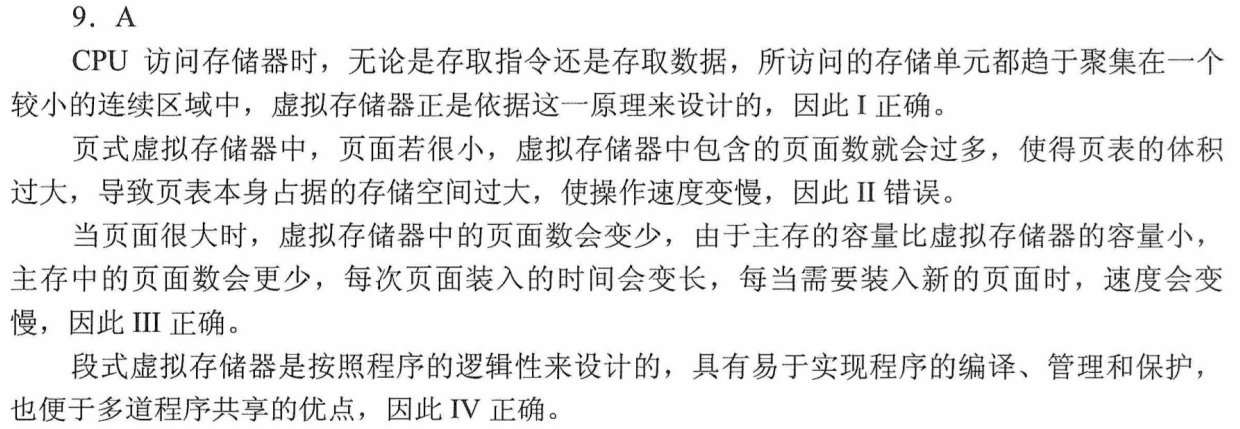 9．A
CPU 访问存储器时，无论是存取指令还是存取数据，所访问的存储单元都趋于聚集在一个
较小的连续区域中，虚拟存储器正是依据这一原理来设计的，因此 I 正确。
页式虚拟存储器中，页面若很小，虚拟存储器中包含的页面数就会过多，使得页表的体积
过大，导致页表本身占据的存储空间过大，使操作速度变慢，因此 II 错误。
当页面很大时，虚拟存储器中的页面数会变少，由于主存的容量比虚拟存储器的容量小，
主存中的页面数会更少，每次页面装入的时间会变长，每当需要装入新的页面时，速度会变
慢，因此 III 正确。
段式虚拟存储器是按照程序的逻辑性来设计的，具有易于实现程序的编译、管理和保护，
也便于多道程序共享的优点，因此 IV 正确。